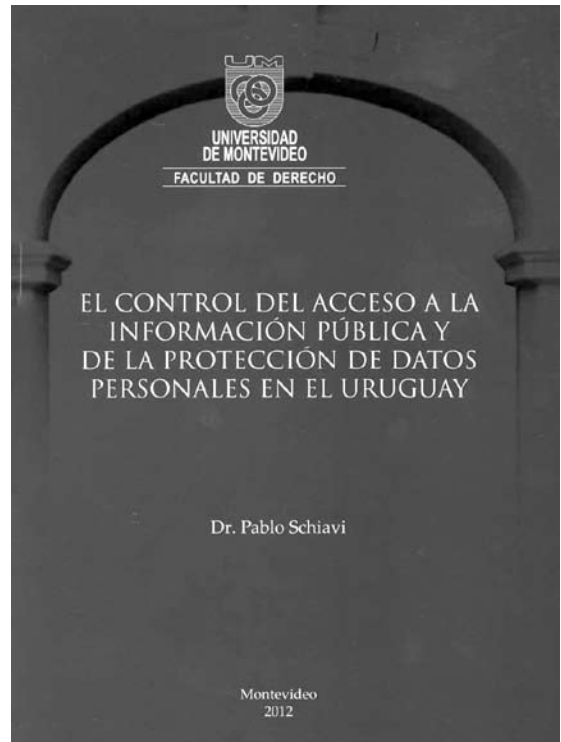 UM
UNIVERSIDAD
DE MONTEVIDEO
FACULTAD DE DERECHO
EL CONTROL DEL ACCESO A LA
INFORMACIÓN PÚBLICA Y
DE LA PROTECCIÓN DE DATOS
PERSONALES EN EL URUGUAY
Dr. Pablo Schiavi
Montevideo
2012